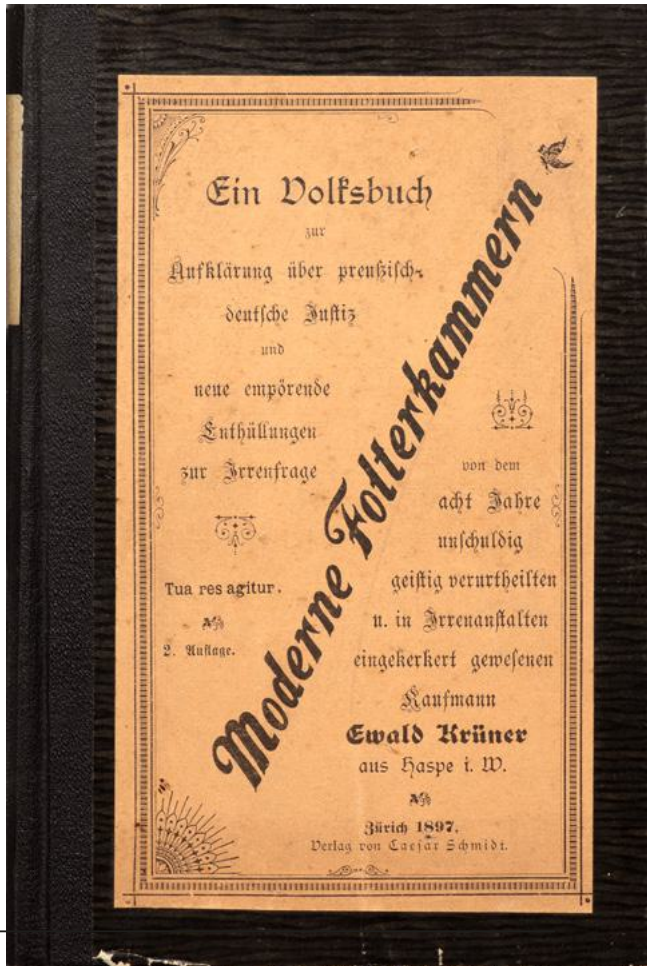 Ein Volksbuch
zur
Aufklärung über preußisch-
deutsche Justiz
und
neue empörende
Enthüllungen
zur Irrenfrage
Tua res agitur.
2. Auflage.
Moderne Folterkammern
von dem
acht Jahre
unschuldig
geistig verurtheilten
u. in Irrenanstalten
eingekerkert gewesenen
Kaufmann
Ewald Krüner
aus Haspe i. W.
Zürich 1897.
Verlag von Caesar Schmidt.